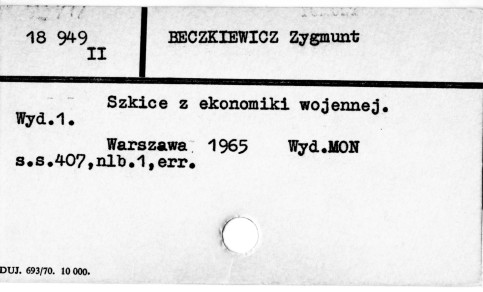 18 949
II
BECZKIEWICZ Zygmunt
Szkice z ekonomiki wojennej.
Wyd.1.
Warszawa 1965 Wyd.MON
s.s.407,nlb.1,err.
DUJ. 693/70. 10 000.